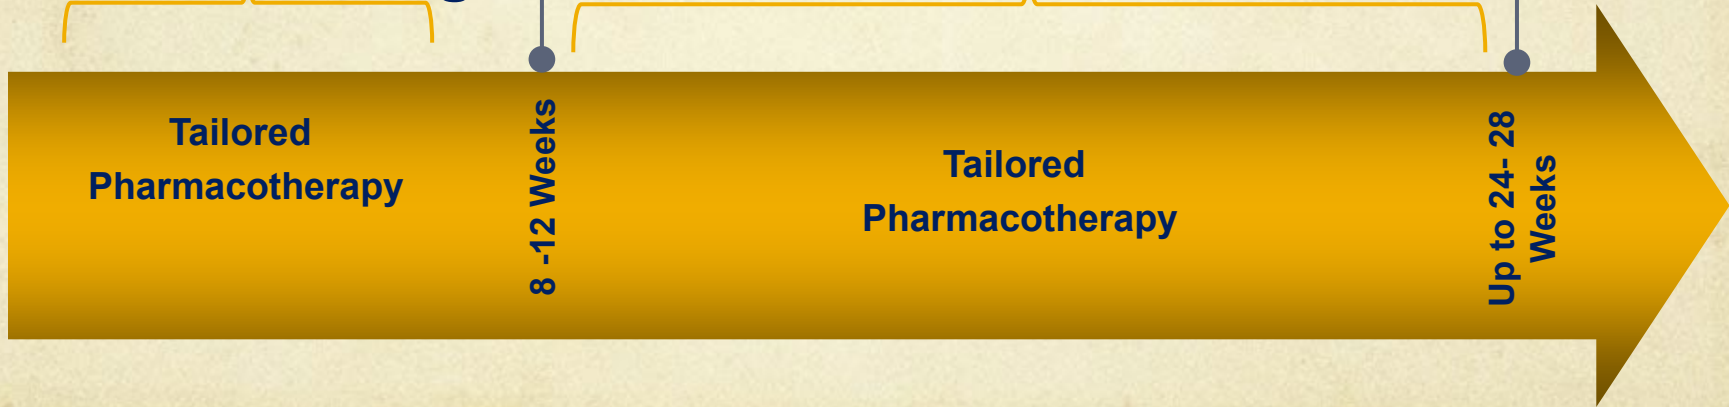 Tailored
Pharmacotherapy
8 -12 Weeks
Tailored
Pharmacotherapy
Up to 24- 28
Weeks